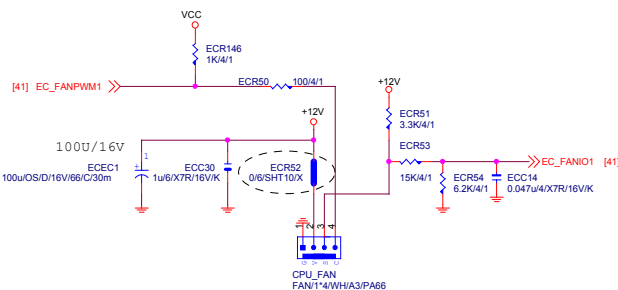 VCC
ECR146
1K/4/1
[41] EC_FANPWM1
ECR50
100/4/1
+12V
+12V
ECR51
3.3K/4/1
ECR53
15K/4/1
EC_FANIO1 [41]
100U/16V
ECEC1
100u/OS/D/16V/66/C/30m
1
+
ECC30
1u/6/X7R/16V/K
ECR52
0/6/SHT10/X
ECR54
6.2K/4/1
ECC14
0.047u/4/X7R/16V/K
1 2 3 4
G V S C
CPU_FAN
FAN/1*4/WH/A3/PA66